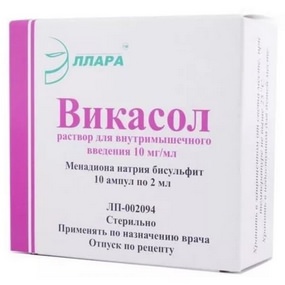 ЭЛЛАРА
Викасол
раствор для внутримышечного
введения 10 мг/мл
Менадиона натрия бисульфит
10 ампул по 2 мл
ЛП-002094
Стерильно
Применять по назначению врача
Отпуск по рецепту